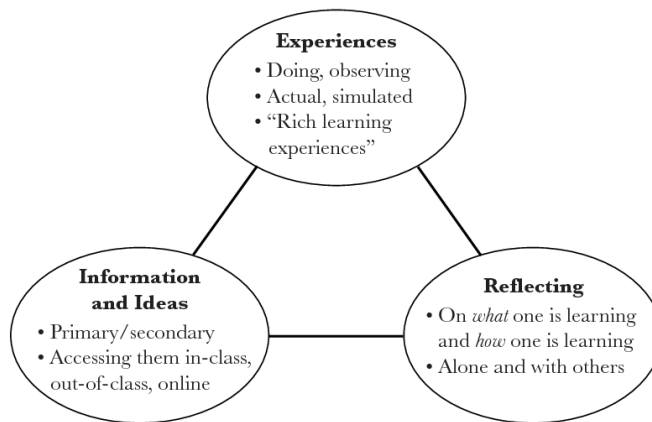 Experiences
• Doing, observing
• Actual, simulated
• “Rich learning
experiences”
Information
and Ideas
• Primary/secondary
• Accessing them in-class,
out-of-class, online
Reflecting
• On what one is learning
and how one is learning
• Alone and with others